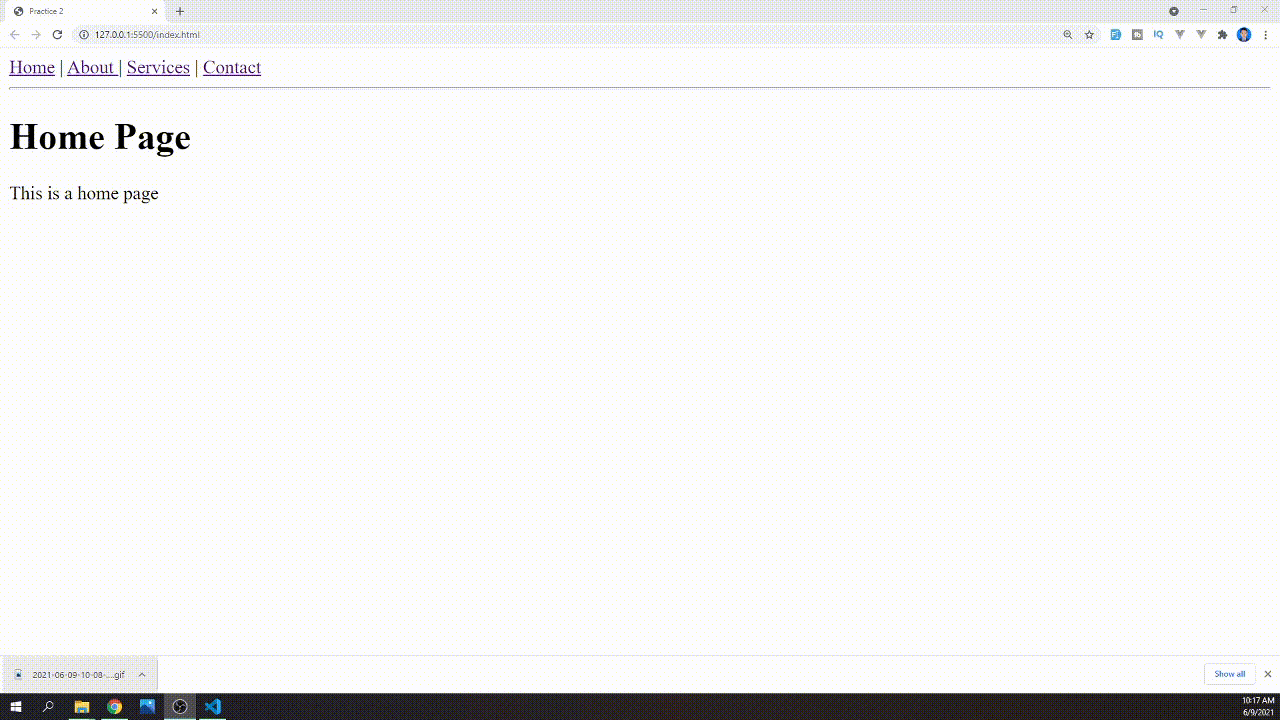 Practice 2
127.0.0.1:5500/index.html
IQ
Home | About | Services | Contact
Home Page
This is a home page
2021-06-09-10-08-....gif
Show all
10:17 AM
6/9/2021